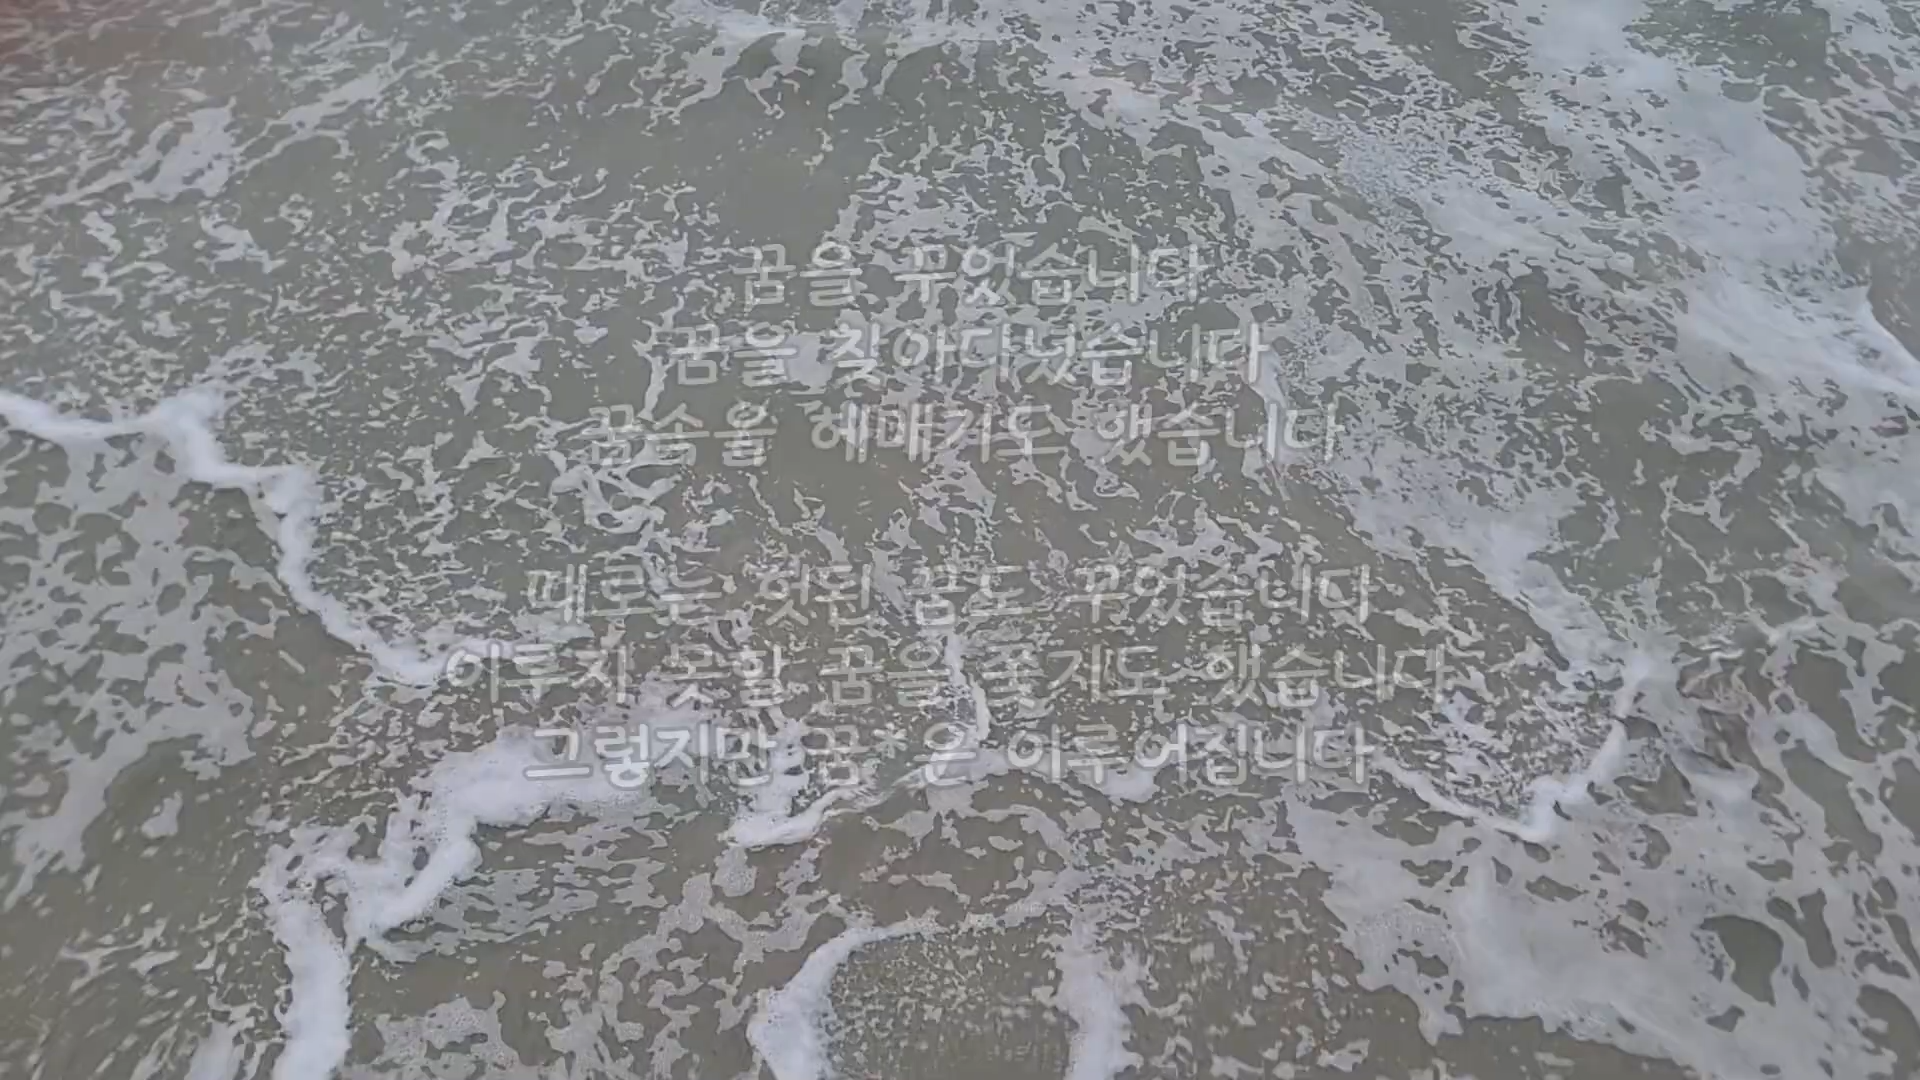 꿈을 꾸었습니다
꿈을 찾아다녔습니다
꿈속을 헤매기도 했습니다
때로는 헛된 꿈도 꾸었습니다
이루지 못할 꿈을 쫓기도 했습니다
그렇지만 꿈*은 이루어집니다